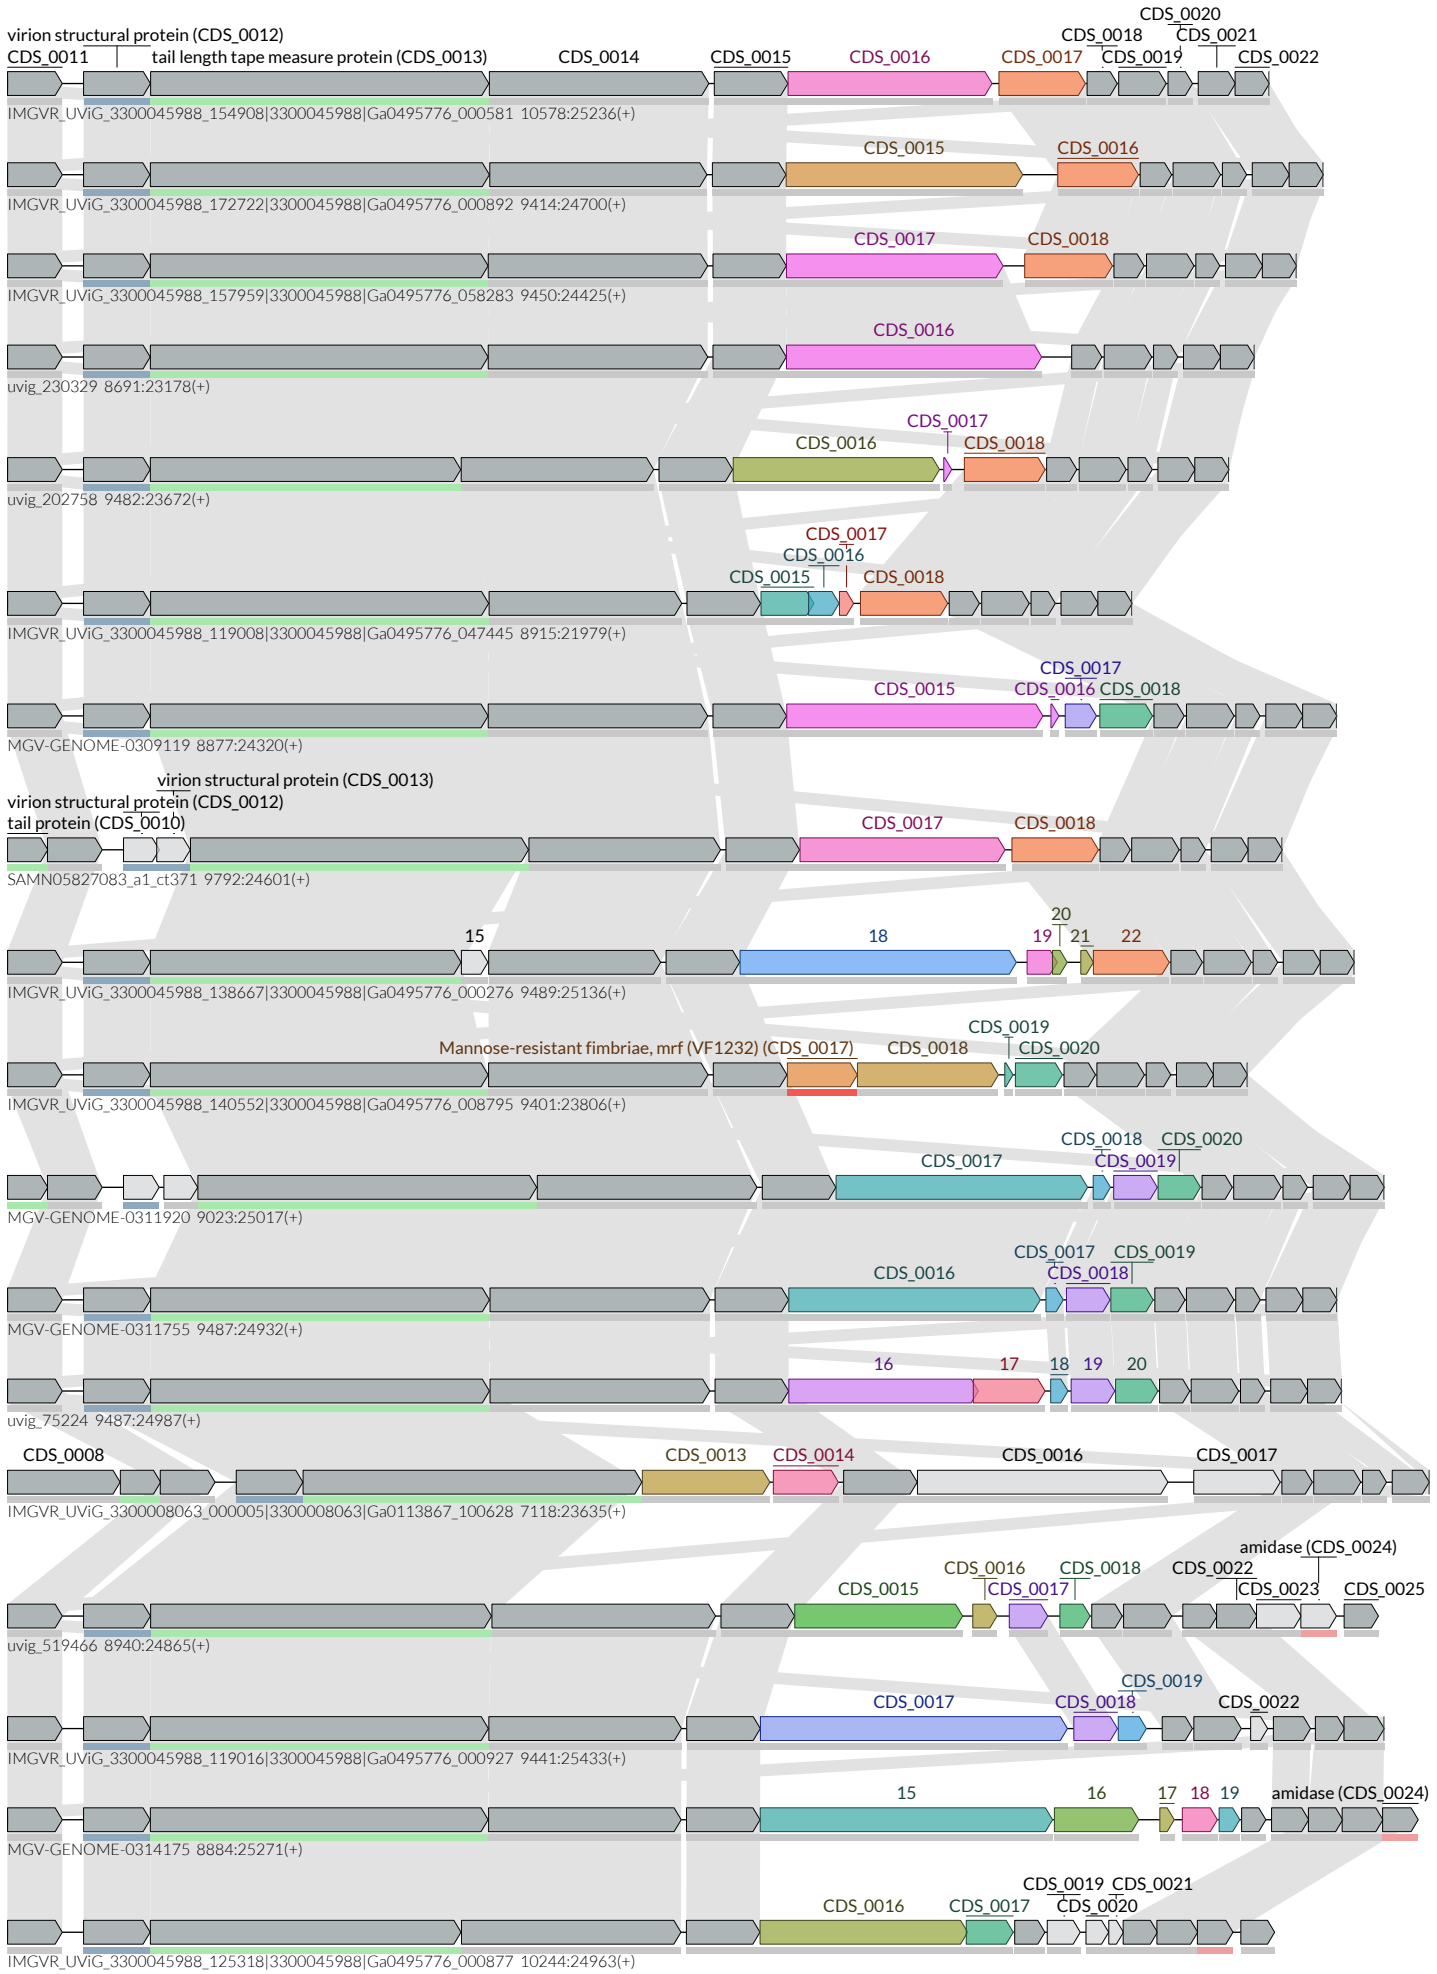 CDS_0020
virion structural protein (CDS_0012) CDS_0018 CDS_0021
CDS_0011 tail length tape measure protein (CDS_0013) CDS_0014 CDS_0015 CDS_0016 CDS_0017 CDS_0019 CDS_0022
IMGVR_UViG_3300045988_154908|3300045988|Ga0495776_000581 10578:25236(+)
CDS_0015 CDS_0016
IMGVR_UViG_3300045988_172722|3300045988|Ga0495776_000892 9414:24700(+)
CDS_0017 CDS_0018
IMGVR_UViG_3300045988_157959|3300045988|Ga0495776_058283 9450:24425(+)
CDS_0016
uvig_230329 8691:23178(+)
CDS_0017
CDS_0016 CDS_0018
uvig_202758 9482:23672(+)
CDS_0017
CDS_0016
CDS_0015 CDS_0018
IMGVR_UViG_3300045988_119008|3300045988|Ga0495776_047445 8915:21979(+)
CDS_0017
CDS_0015 CDS_0016 CDS_0018
MGV-GENOME-0309119 8877:24320(+)
virion structural protein (CDS_0013)
virion structural protein (CDS_0012)
tail protein (CDS_0010) CDS_0017 CDS_0018
SAMN05827083_a1_ct371 9792:24601(+)
20
15 18 19 21 22
IMGVR_UViG_3300045988_138667|3300045988|Ga0495776_000276 9489:25136(+)
CDS_0019
Mannose-resistant fimbriae, mrf (VF1232) (CDS_0017) CDS_0018 CDS_0020
IMGVR_UViG_3300045988_140552|3300045988|Ga0495776_008795 9401:23806(+)
CDS_0018 CDS_0020
CDS_0017 CDS_0019
MGV-GENOME-0311920 9023:25017(+)
CDS_0017 CDS_0019
CDS_0016 CDS_0018
MGV-GENOME-0311755 9487:24932(+)
16 17 18 19 20
uvig_75224 9487:24987(+)
CDS_0008 CDS_0013 CDS_0014 CDS_0016 CDS_0017
IMGVR_UViG_3300008063_000005|3300008063|Ga0113867_100628 7118:23635(+)
amidase (CDS_0024)
CDS_0016 CDS_0018 CDS_0022
CDS_0015 CDS_0017 CDS_0023 CDS_0025
uvig_519466 8940:24865(+)
CDS_0019
CDS_0017 CDS_0018 CDS_0022
IMGVR_UViG_3300045988_119016|3300045988|Ga0495776_000927 9441:25433(+)
15 16 17 18 19 amidase (CDS_0024)
MGV-GENOME-0314175 8884:25271(+)
CDS_0019 CDS_0021
CDS_0016 CDS_0017 CDS_0020
IMGVR_UViG_3300045988_125318|3300045988|Ga0495776_000877 10244:24963(+)